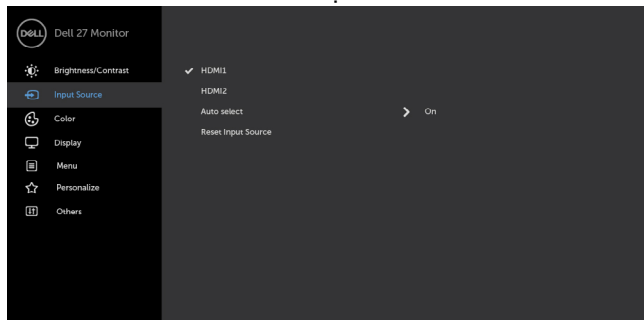 DELL Dell 27 Monitor
Brightness/Contrast
Input Source
Color
Display
Menu
Personalize
Others
HDMI1
HDMI2
Auto select On
Reset Input Source